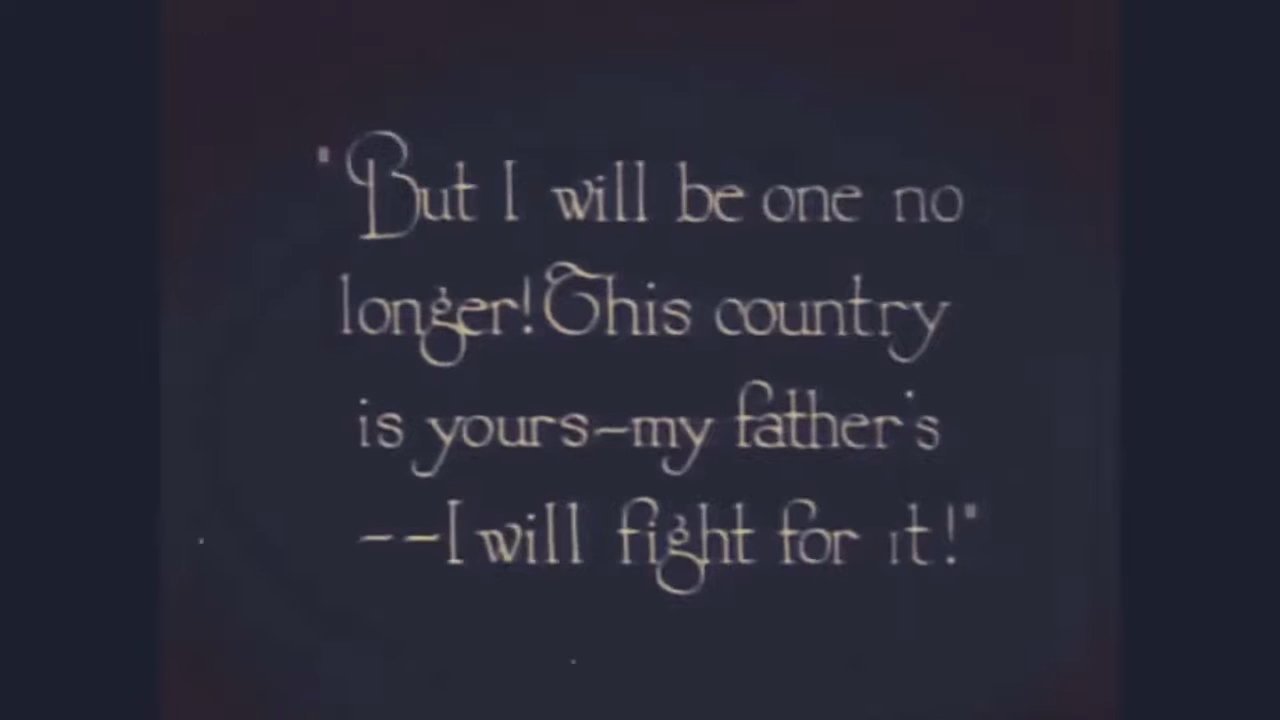 "But I will be one no
longer! This country
is yours—my father's
--I will fight for it!"